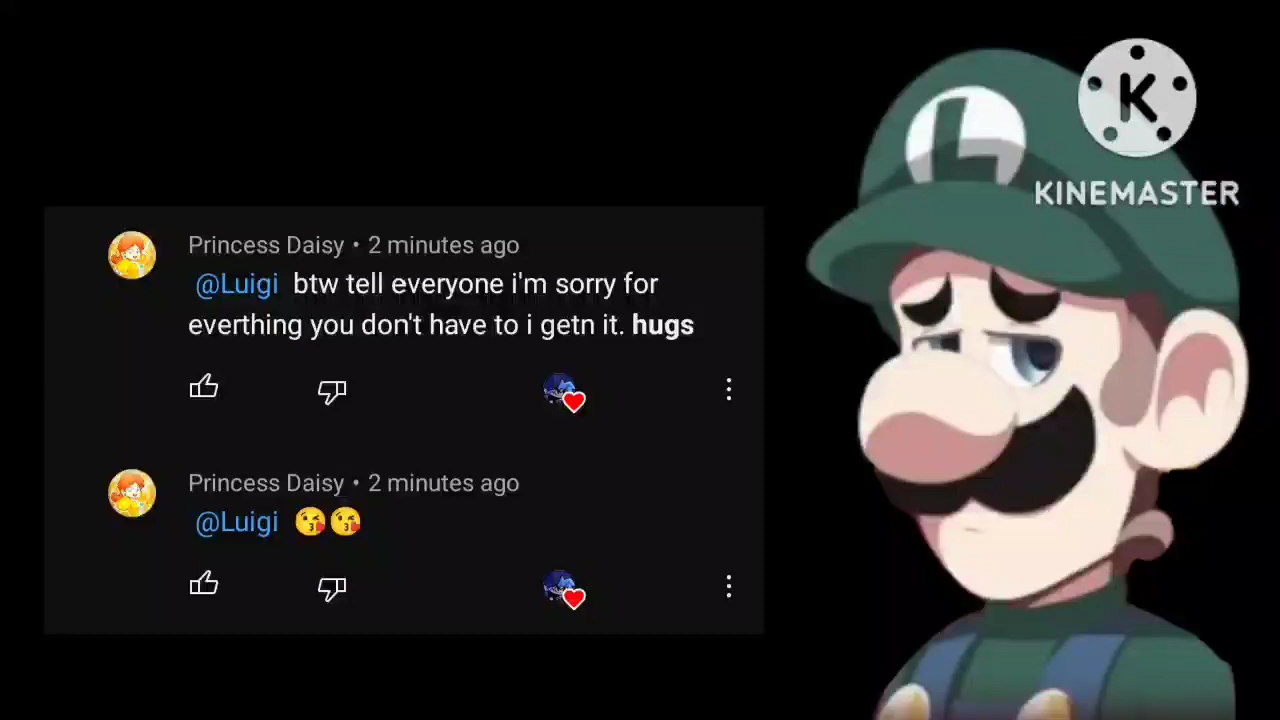 L
K
KINEMASTER
Princess Daisy • 2 minutes ago
@Luigi btw tell everyone i'm sorry for
everthing you don't have to i getn it. hugs
Princess Daisy • 2 minutes ago
@Luigi 😘😘